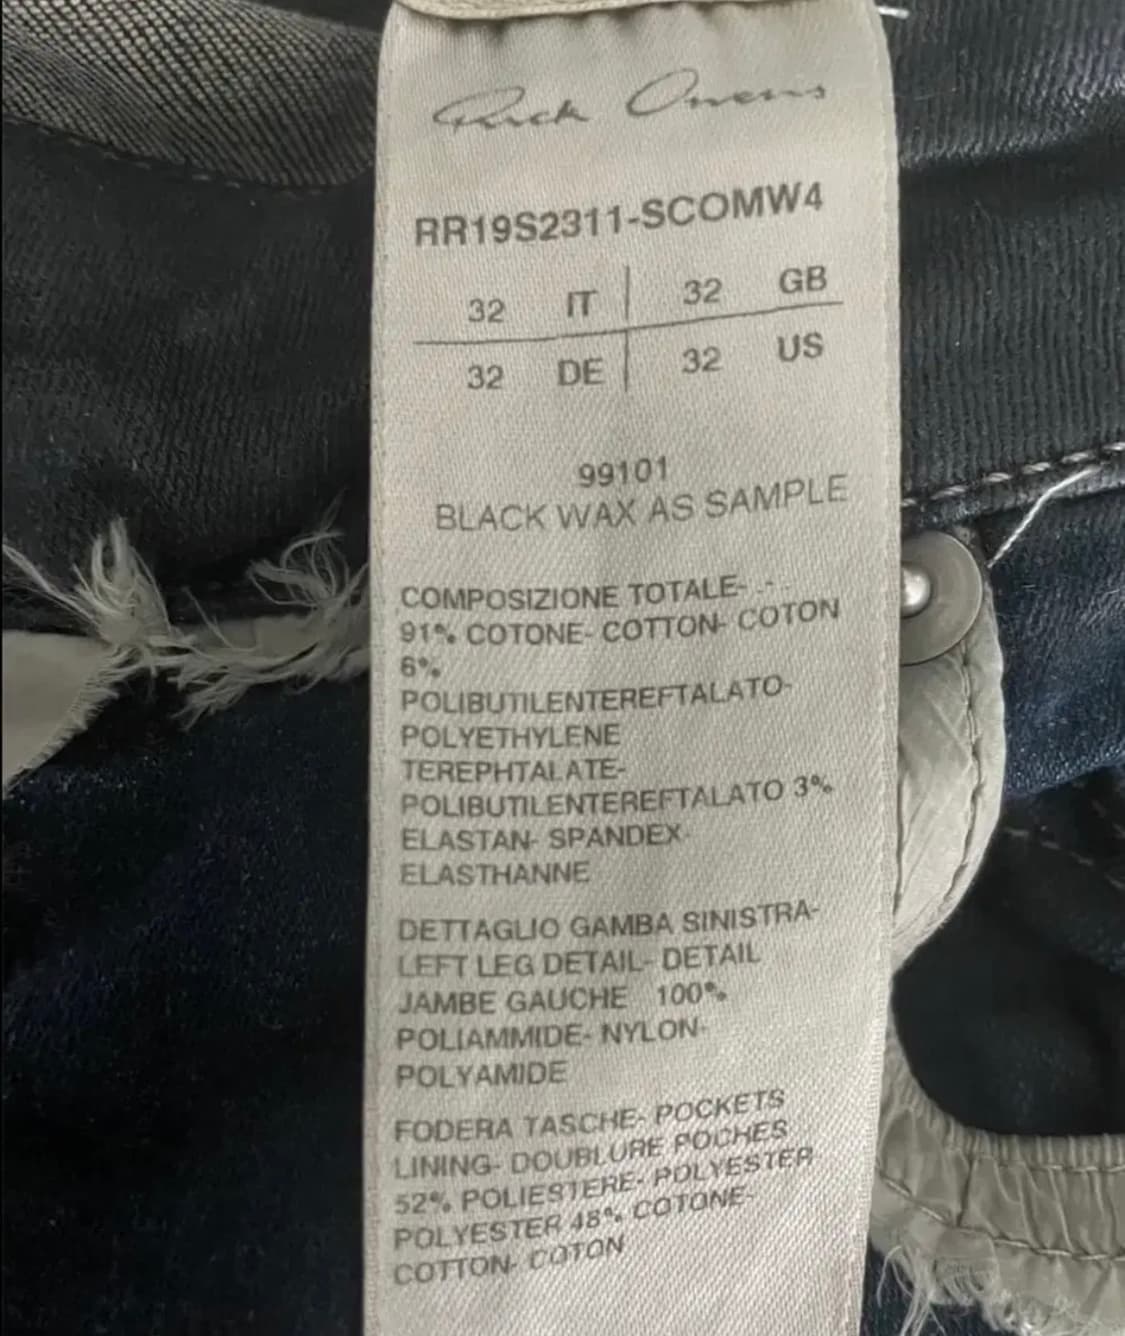 Rick Owens
RR19S2311-SCOMW4
32 IT 32 GB
32 DE 32 US
99101
BLACK WAX AS SAMPLE
COMPOSIZIONE TOTALE- .- -
91% COTONE- COTTON- COTON
6%
POLIBUTILENTEREFTALATO-
POLYETHYLENE
TEREPHTALATE-
POLIBUTILENTEREFTALATO 3%
ELASTAN- SPANDEX-
ELASTHANNE
DETTAGLIO GAMBA SINISTRA-
LEFT LEG DETAIL- DETAIL
JAMBE GAUCHE 100%
POLIAMMIDE- NYLON-
POLYAMIDE
FODERA TASCHE- POCKETS
LINING- DOUBLURE POCHES
52% POLIESTERE- POLYESTER
POLYESTER 48% COTONE-
COTTON- COTON